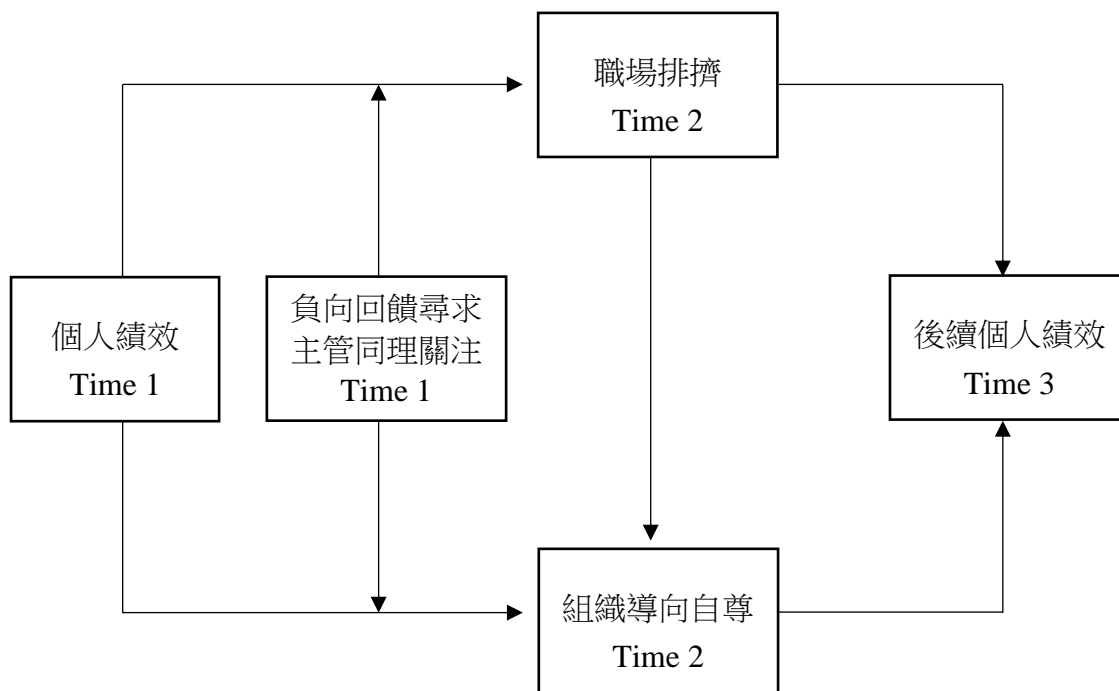 職場排擠
Time 2
個人績效
Time 1
負向回饋尋求
主管同理關注
Time 1
後續個人績效
Time 3
組織導向自尊
Time 2